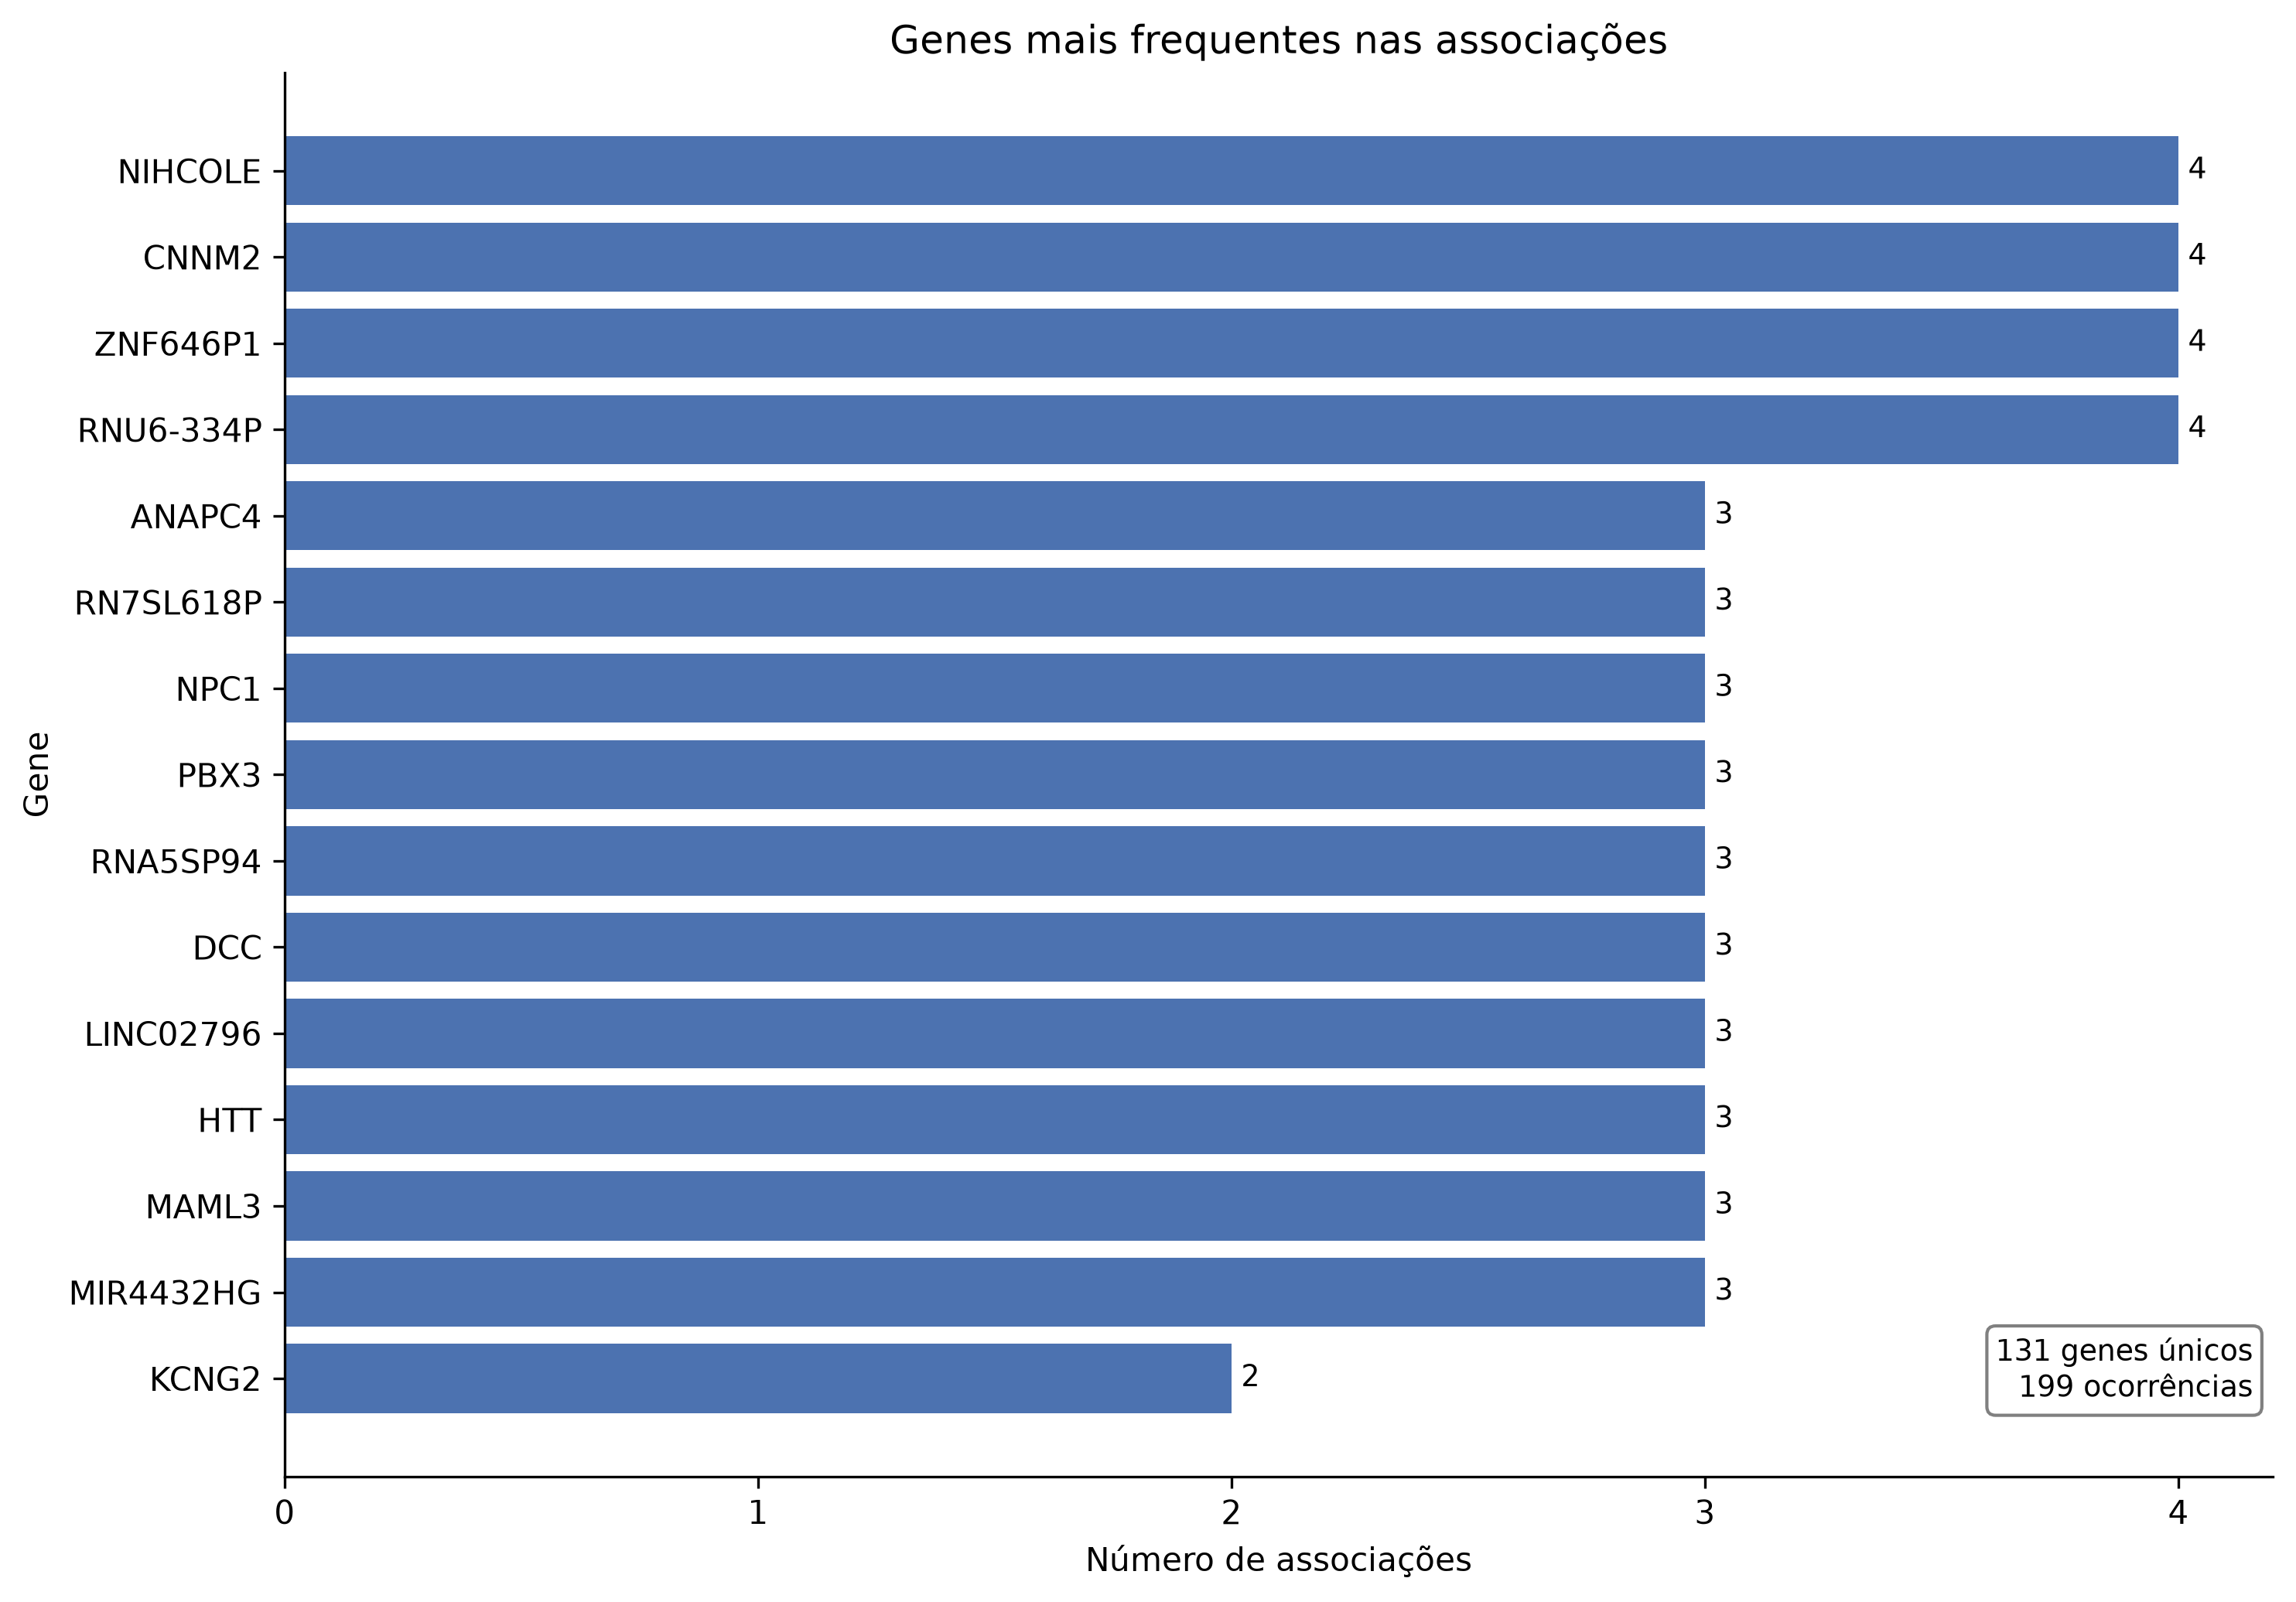 Genes mais frequentes nas associações
Gene
NIHCOLE 4
CNNM2 4
ZNF646P1 4
RNU6-334P 4
ANAPC4 3
RN7SL618P 3
NPC1 3
PBX3 3
RNA5SP94 3
DCC 3
LINC02796 3
HTT 3
MAML3 3
MIR4432HG 3
KCNG2 2
131 genes únicos
199 ocorrências
0 1 2 3 4
Número de associações